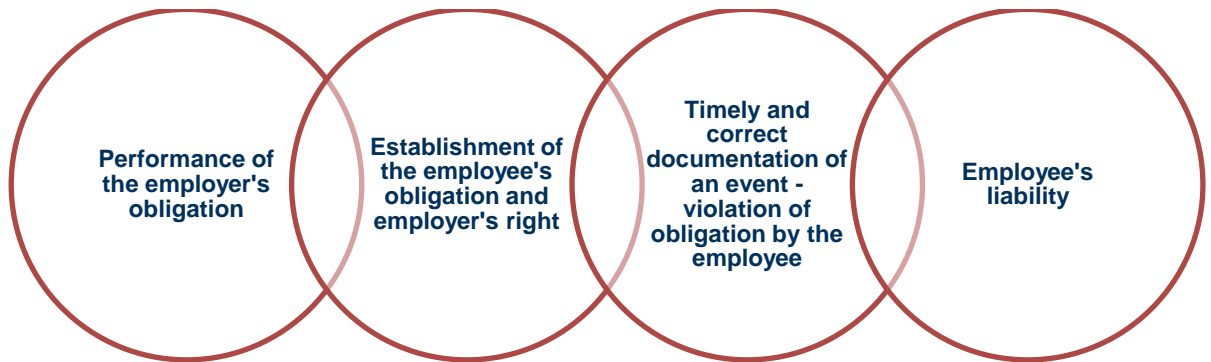 Performance of
the employer's
obligation
Establishment of
the employee's
obligation and
employer's right
Timely and
correct
documentation of
an event -
violation of
obligation by the
employee
Employee's
liability